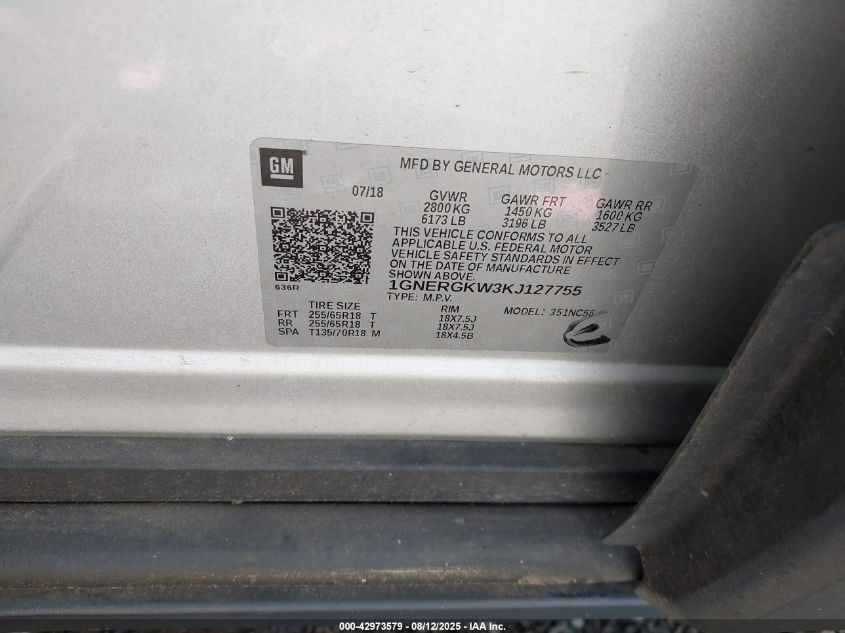 GM
MFD BY GENERAL MOTORS LLC
07/18 GVWR GAWR FRT GAWR RR
2800 KG 1450 KG 1600 KG
6173 LB 3196 LB 3527 LB
THIS VEHICLE CONFORMS TO ALL
APPLICABLE U.S. FEDERAL MOTOR
VEHICLE SAFETY STANDARDS IN EFFECT
ON THE DATE OF MANUFACTURE
SHOWN ABOVE.
636R
1GNERGKW3KJ127755
TYPE: M.P.V.
TIRE SIZE RIM MODEL: 351NC56
FRT 255/65R18 T 18X7.5J
RR 255/65R18 T 18X7.5J
SPA T135/70R18 M 18X4.5B
000-42973579 - 08/12/2025 - IAA Inc.